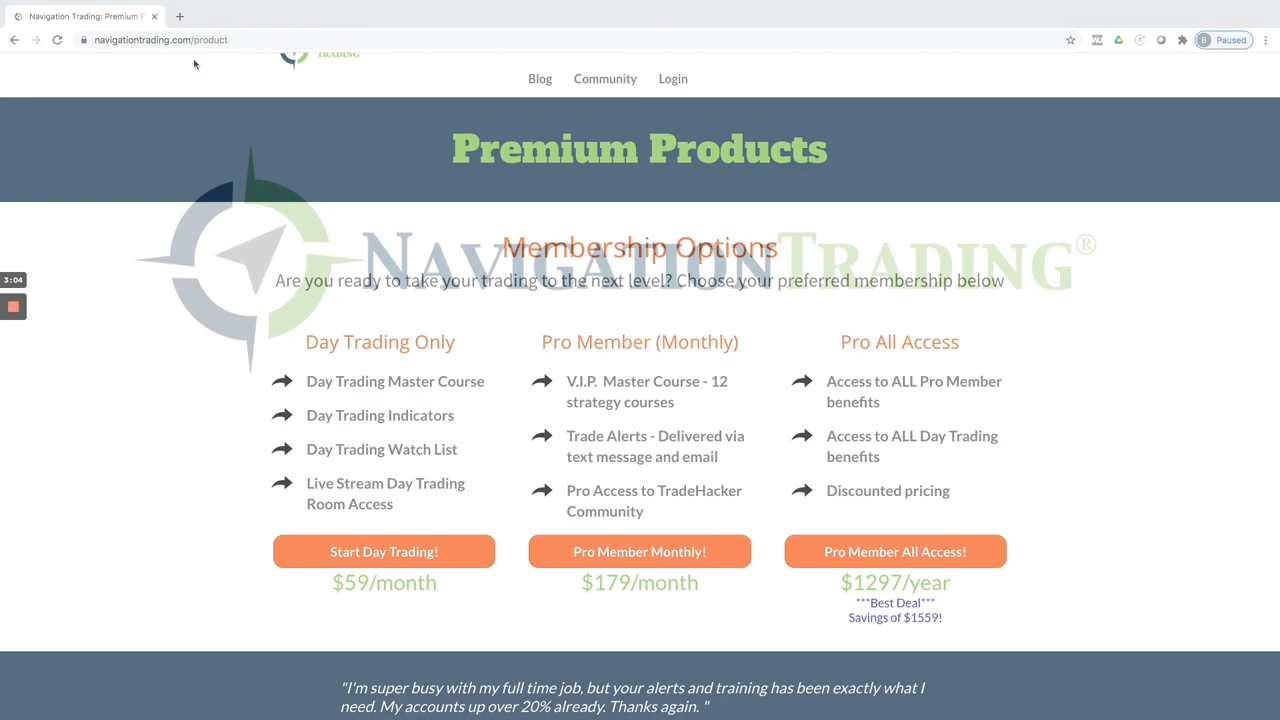 Navigation Trading: Premium P
navigationtrading.com/product
Paused
B
TRADING
Blog
Community
Login
Premium Products
NAVIGATIONTRADING®
Membership Options
Are you ready to take your trading to the next level? Choose your preferred membership below
3:04
Day Trading Only
Day Trading Master Course
Day Trading Indicators
Day Trading Watch List
Live Stream Day Trading
Room Access
Start Day Trading!
$59/month
Pro Member (Monthly)
V.I.P. Master Course - 12
strategy courses
Trade Alerts - Delivered via
text message and email
Pro Access to TradeHacker
Community
Pro Member Monthly!
$179/month
Pro All Access
Access to ALL Pro Member
benefits
Access to ALL Day Trading
benefits
Discounted pricing
Pro Member All Access!
$1297/year
***Best Deal***
Savings of $1559!
"I'm super busy with my full time job, but your alerts and training has been exactly what I
need. My accounts up over 20% already. Thanks again. "